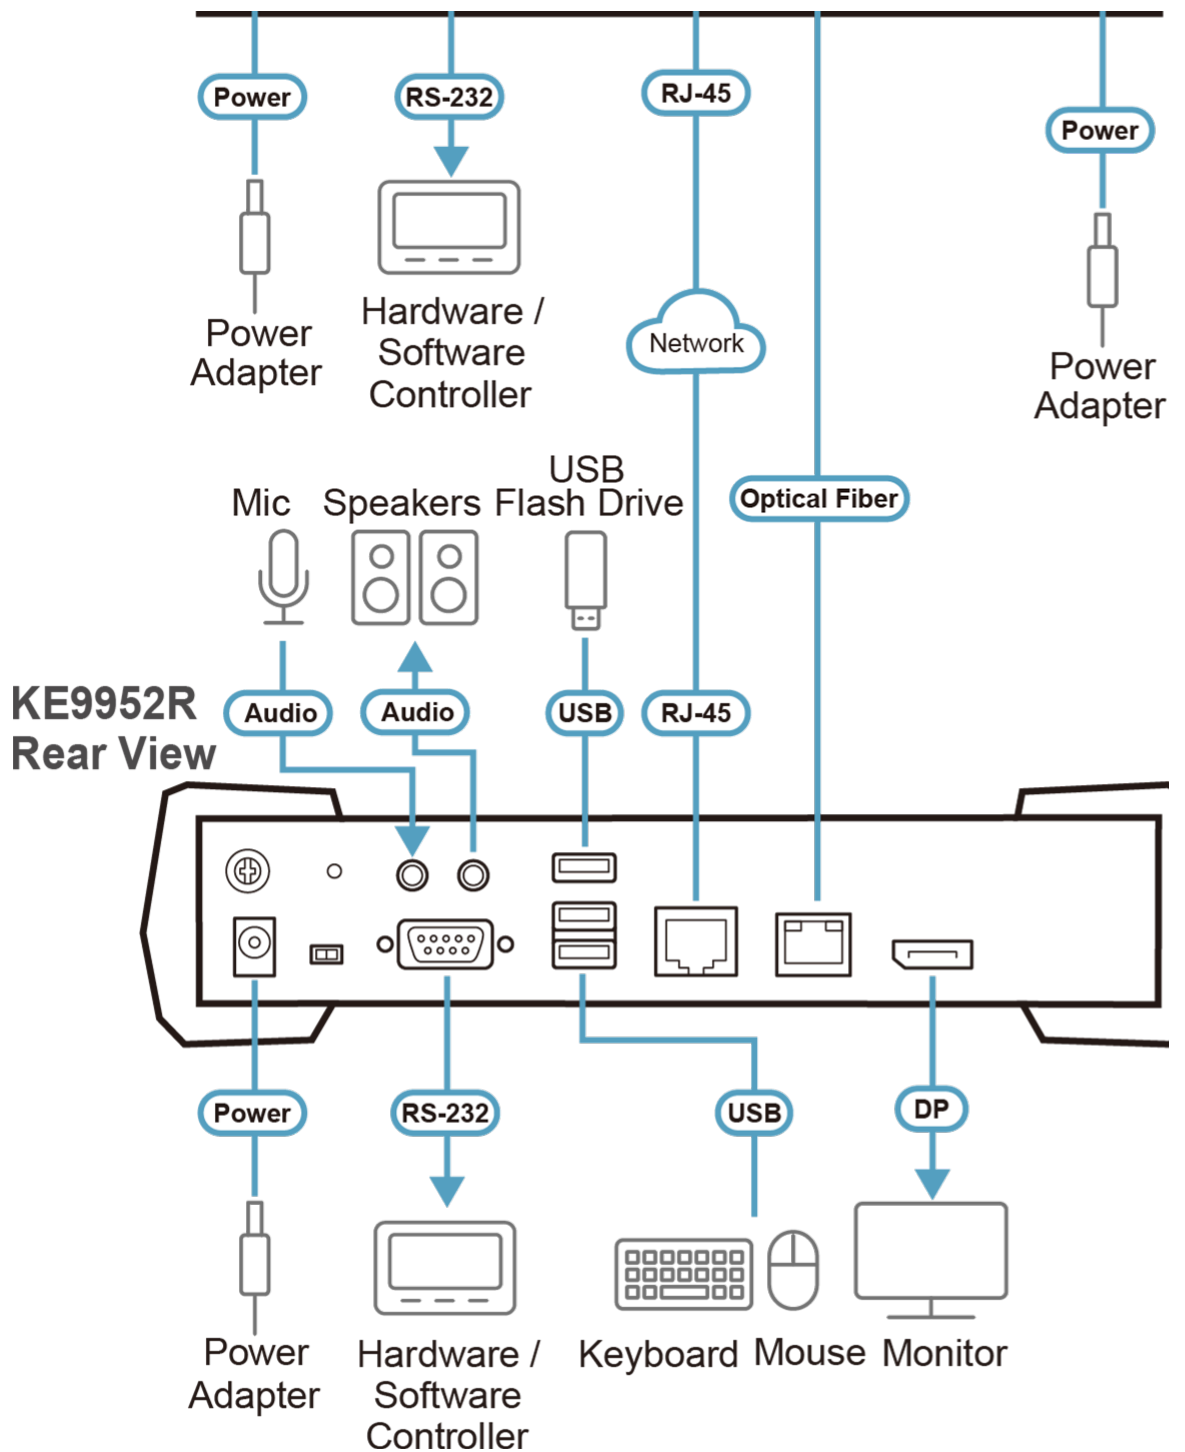 Power
RS-232
RJ-45
Power
Hardware /
Software
Controller
Power
Adapter
Network
Power
Adapter
Optical Fiber
Mic
Speakers
USB
Flash Drive
KE9952R
Rear View
Audio
Audio
USB
RJ-45
Power
RS-232
USB
DP
Power
Adapter
Hardware /
Software
Controller
Keyboard
Mouse
Monitor